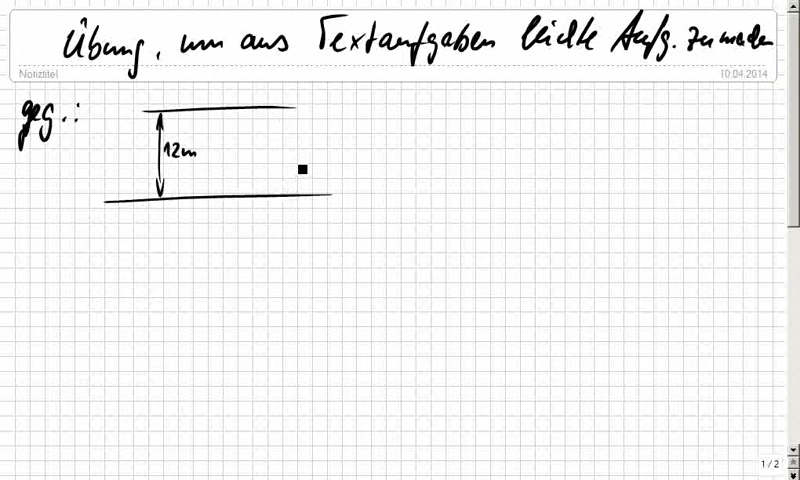 Übung, um aus Textaufgaben leichte Aufg. zu machen
Notiztitel
10.04.2014
geg.:
12m
1 / 2